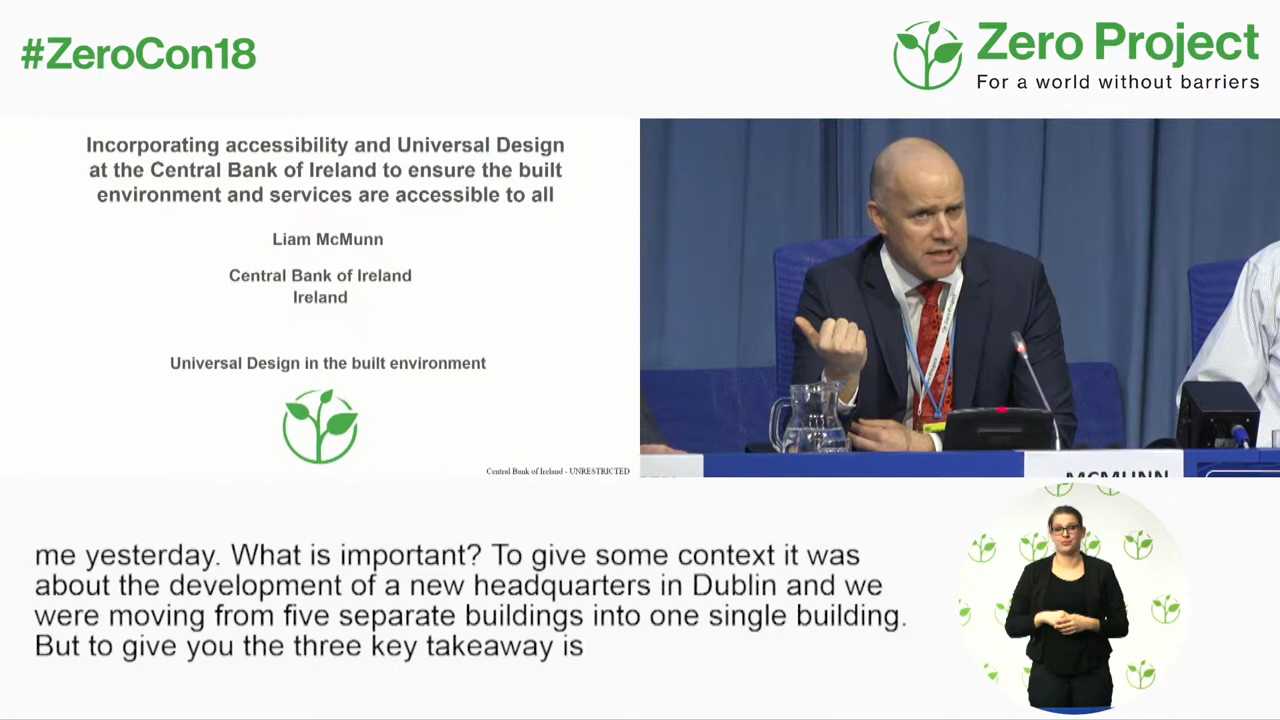 #ZeroCon18
Zero Project
For a world without barriers
Incorporating accessibility and Universal Design
at the Central Bank of Ireland to ensure the built
environment and services are accessible to all
Liam McMunn
Central Bank of Ireland
Ireland
Universal Design in the built environment
Central Bank of Ireland - UNRESTRICTED
MCMUNN
me yesterday. What is important? To give some context it was
about the development of a new headquarters in Dublin and we
were moving from five separate buildings into one single building.
But to give you the three key takeaway is